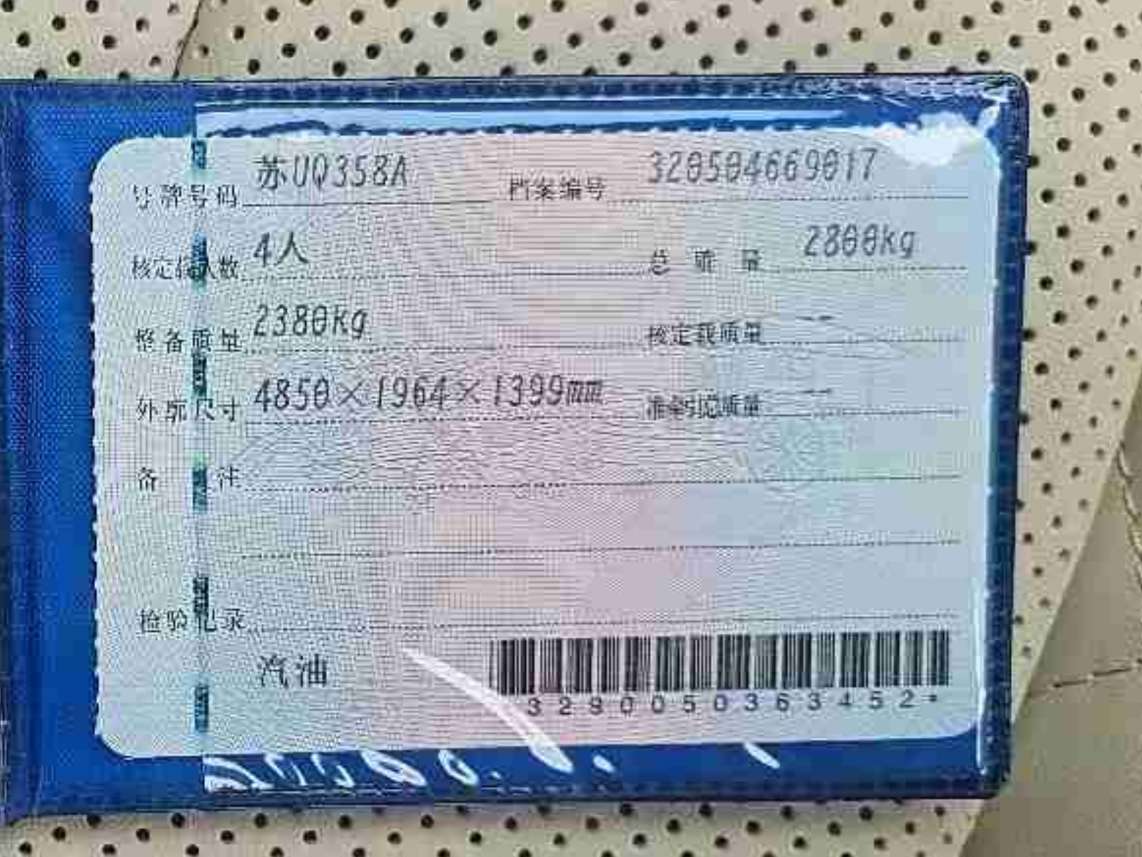 号牌号码 苏UQ358A 档案编号 320504669017
核定载人数 4人 总质量 2800kg
整备质量 2380kg 核定载质量 --
外廓尺寸 4850×1964×1399mm 准牵引总质量 --
备注
检验记录
汽油
3290050363452*